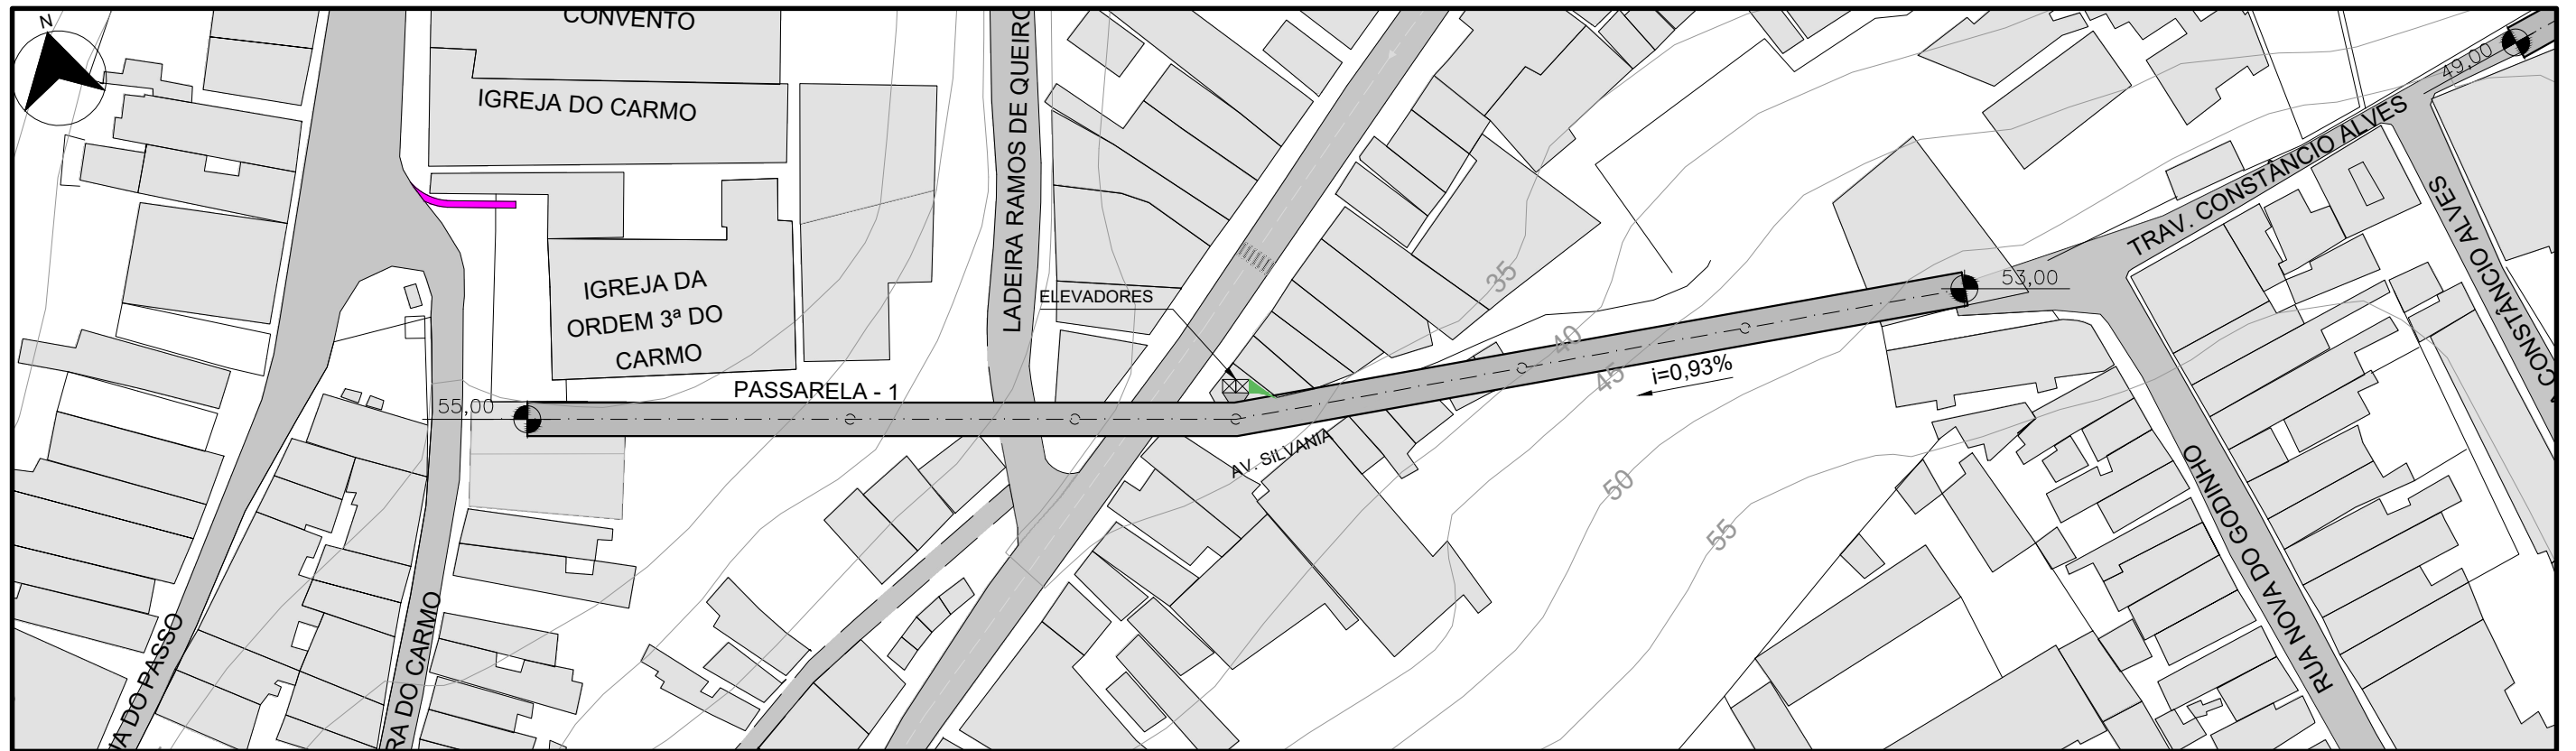 N
CONVENTO
IGREJA DO CARMO
LADEIRA RAMOS DE QUEIRO
49,00
TRAV. CONSTÂNCIO ALVES
CONSTÂNCIO ALVES
IGREJA DA
ORDEM 3ª DO
CARMO
ELEVADORES
35
53,00
40
45
i=0,93%
PASSARELA - 1
55,00
AV. SILVANIA
50
55
RUA NOVA DO GODINHO
IA DO PASSO
RA DO CARMO